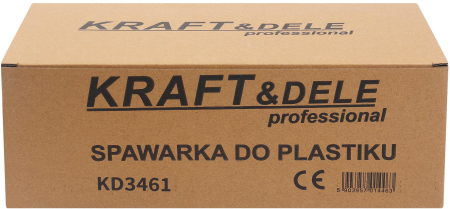 KRAFT&DELE
professional
KRAFT&DELE
professional
SPAWARKA DO PLASTIKU
KD3461 CE